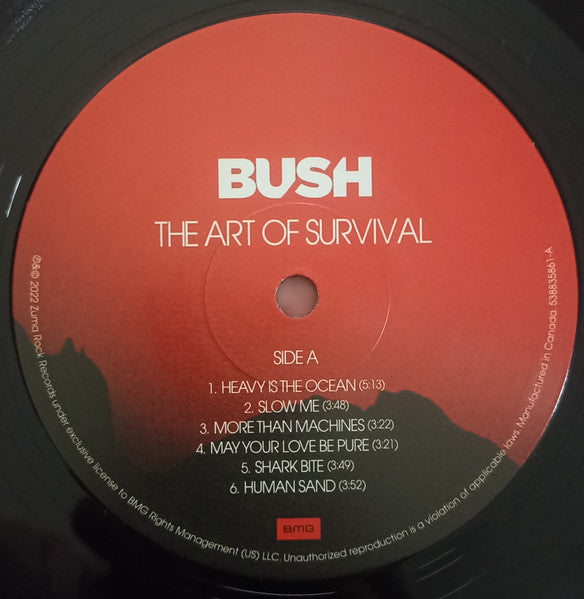 BUSH
THE ART OF SURVIVAL
SIDE A
1. HEAVY IS THE OCEAN (5:13)
2. SLOW ME (3:48)
3. MORE THAN MACHINES (3:22)
4. MAY YOUR LOVE BE PURE (3:21)
5. SHARK BITE (3:49)
6. HUMAN SAND (3:52)
BMG
℗&© 2022 Zuma Rock Records under exclusive license to BMG Rights Management (US) LLC. Unauthorized reproduction is a violation of applicable laws. Manufactured in Canada. 538835861-A